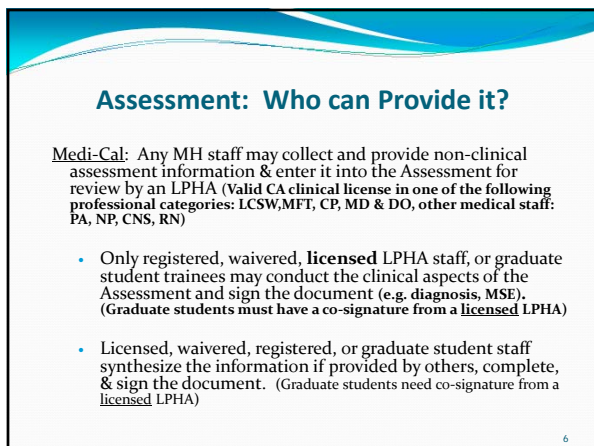 Assessment:  Who can Provide it?
Medi-Cal:  Any MH staff may collect and provide non-clinical
assessment information & enter it into the Assessment for
review by an LPHA (Valid CA clinical license in one of the following
professional categories: LCSW,MFT, CP, MD & DO, other medical staff:
PA, NP, CNS, RN)
• Only registered, waivered, licensed LPHA staff, or graduate
student trainees may conduct the clinical aspects of the
Assessment and sign the document (e.g. diagnosis, MSE).
(Graduate students must have a co-signature from a licensed LPHA)
• Licensed, waivered, registered, or graduate student staff
synthesize the information if provided by others, complete,
& sign the document.  (Graduate students need co-signature from a
licensed LPHA)
6